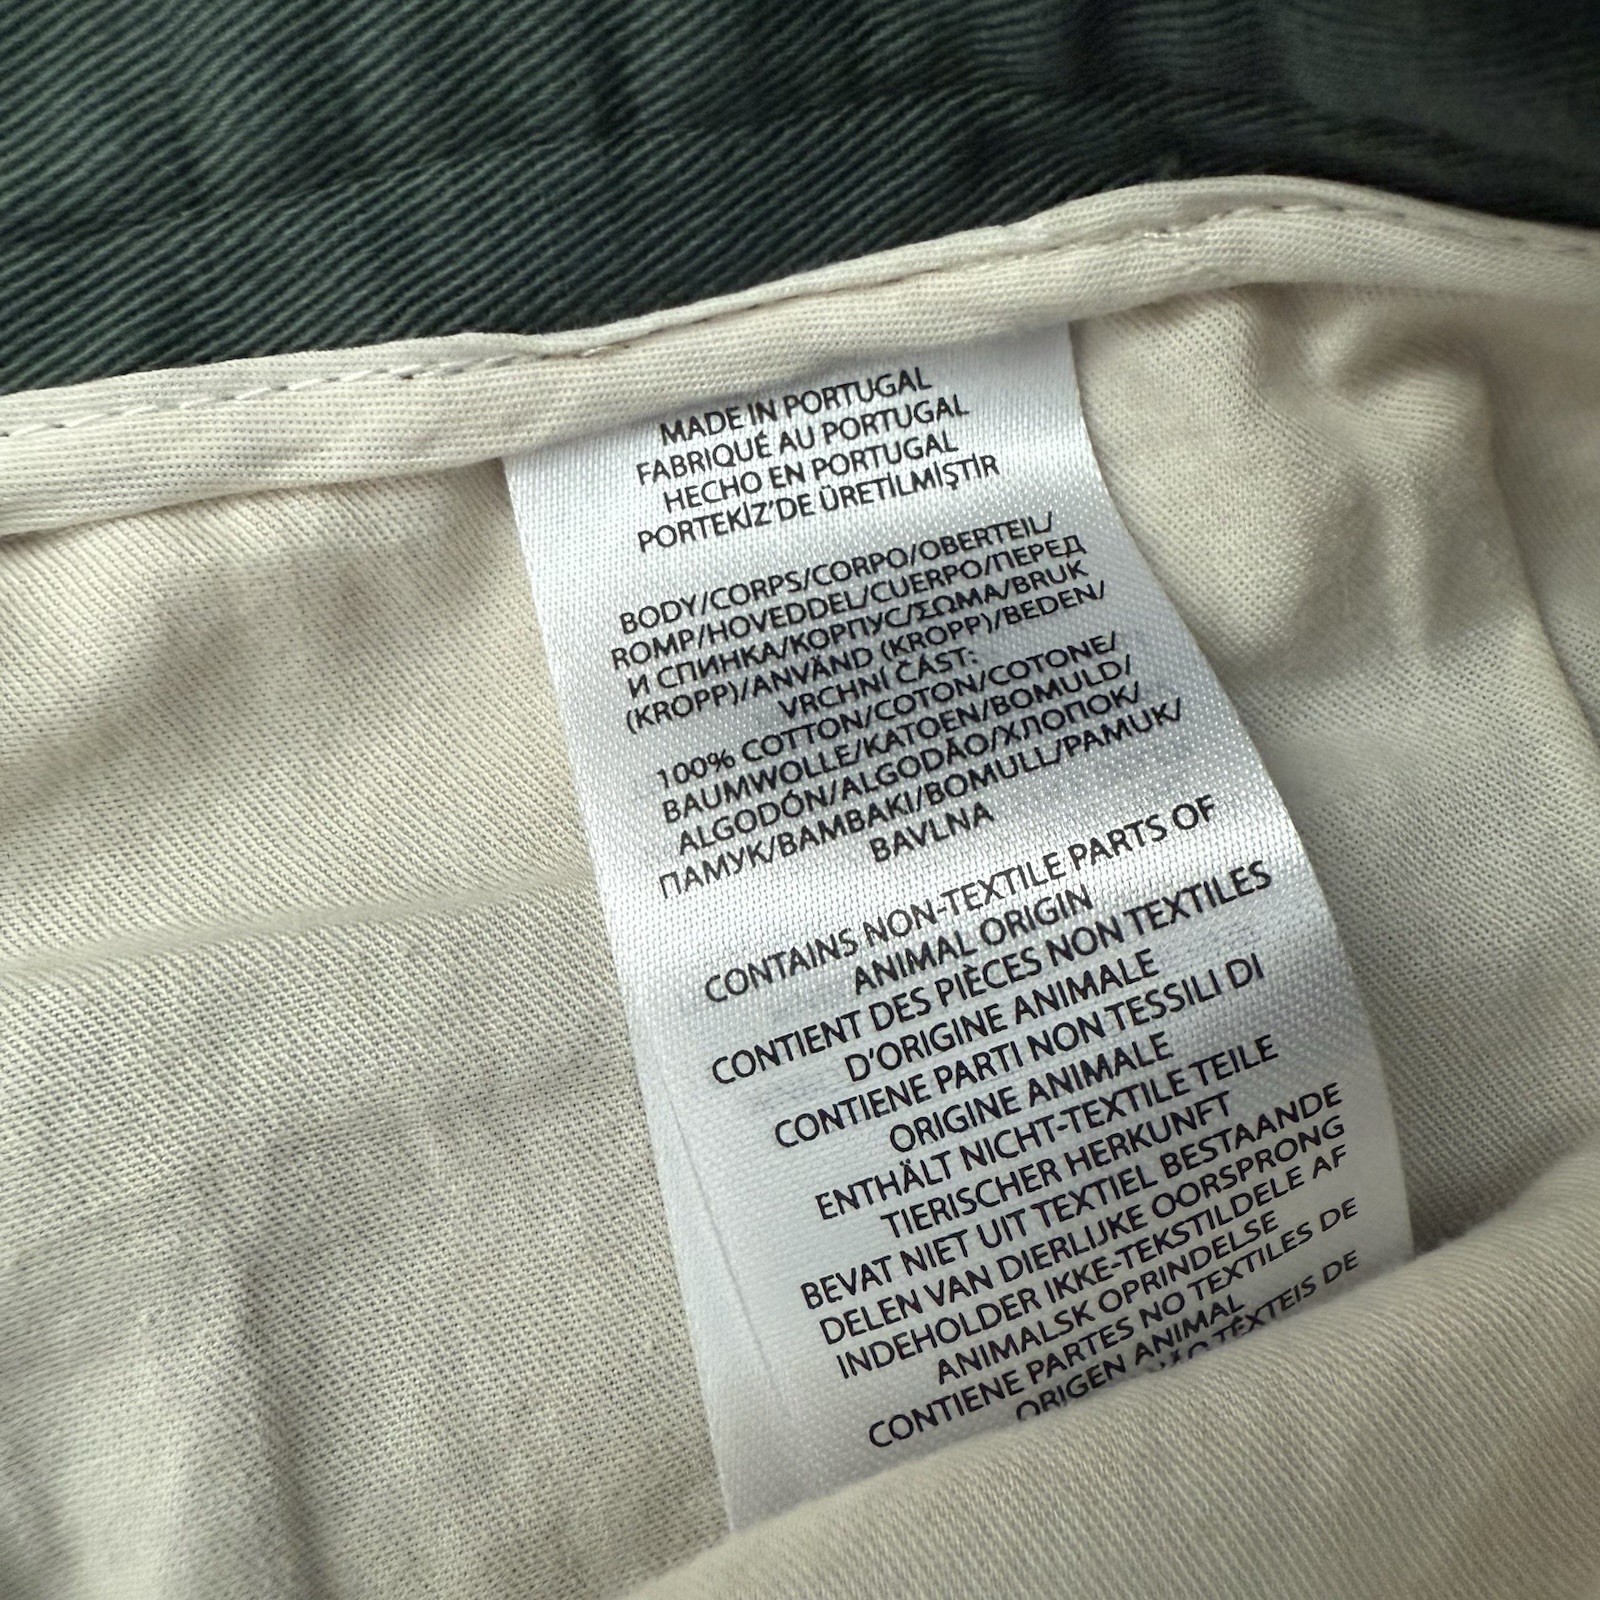 MADE IN PORTUGAL
FABRIQUÉ AU PORTUGAL
HECHO EN PORTUGAL
PORTEKİZ'DE ÜRETİLMİŞTİR
BODY/CORPS/CORPO/OBERTEIL/
ROMP/HOVEDDEL/CUERPO/ПЕРЕД
И СПИНКА/КОРПУС/ΣΩΜΑ/BRUK
(KROPP)/ANVÄND (KROPP)/BEDEN/
VRCHNÍ ČÁST:
100% COTTON/COTON/COTONE/
BAUMWOLLE/KATOEN/BOMULD/
ALGODÓN/ALGODÃO/ХЛОПОК/
ПАМУК/BAMBAKI/BOMULL/PAMUK/
BAVLNA
CONTAINS NON-TEXTILE PARTS OF
ANIMAL ORIGIN
CONTIENT DES PIÈCES NON TEXTILES
D'ORIGINE ANIMALE
CONTIENE PARTI NON TESSILI DI
ORIGINE ANIMALE
ENTHÄLT NICHT-TEXTILE TEILE
TIERISCHER HERKUNFT
BEVAT NIET UIT TEXTIEL BESTAANDE
DELEN VAN DIERLIJKE OORSPRONG
INDEHOLDER IKKE-TEKSTILDELE AF
ANIMALSK OPRINDELSE
CONTIENE PARTES NO TEXTILES DE
ORIGEN ANIMAL
TÊXTEIS DE